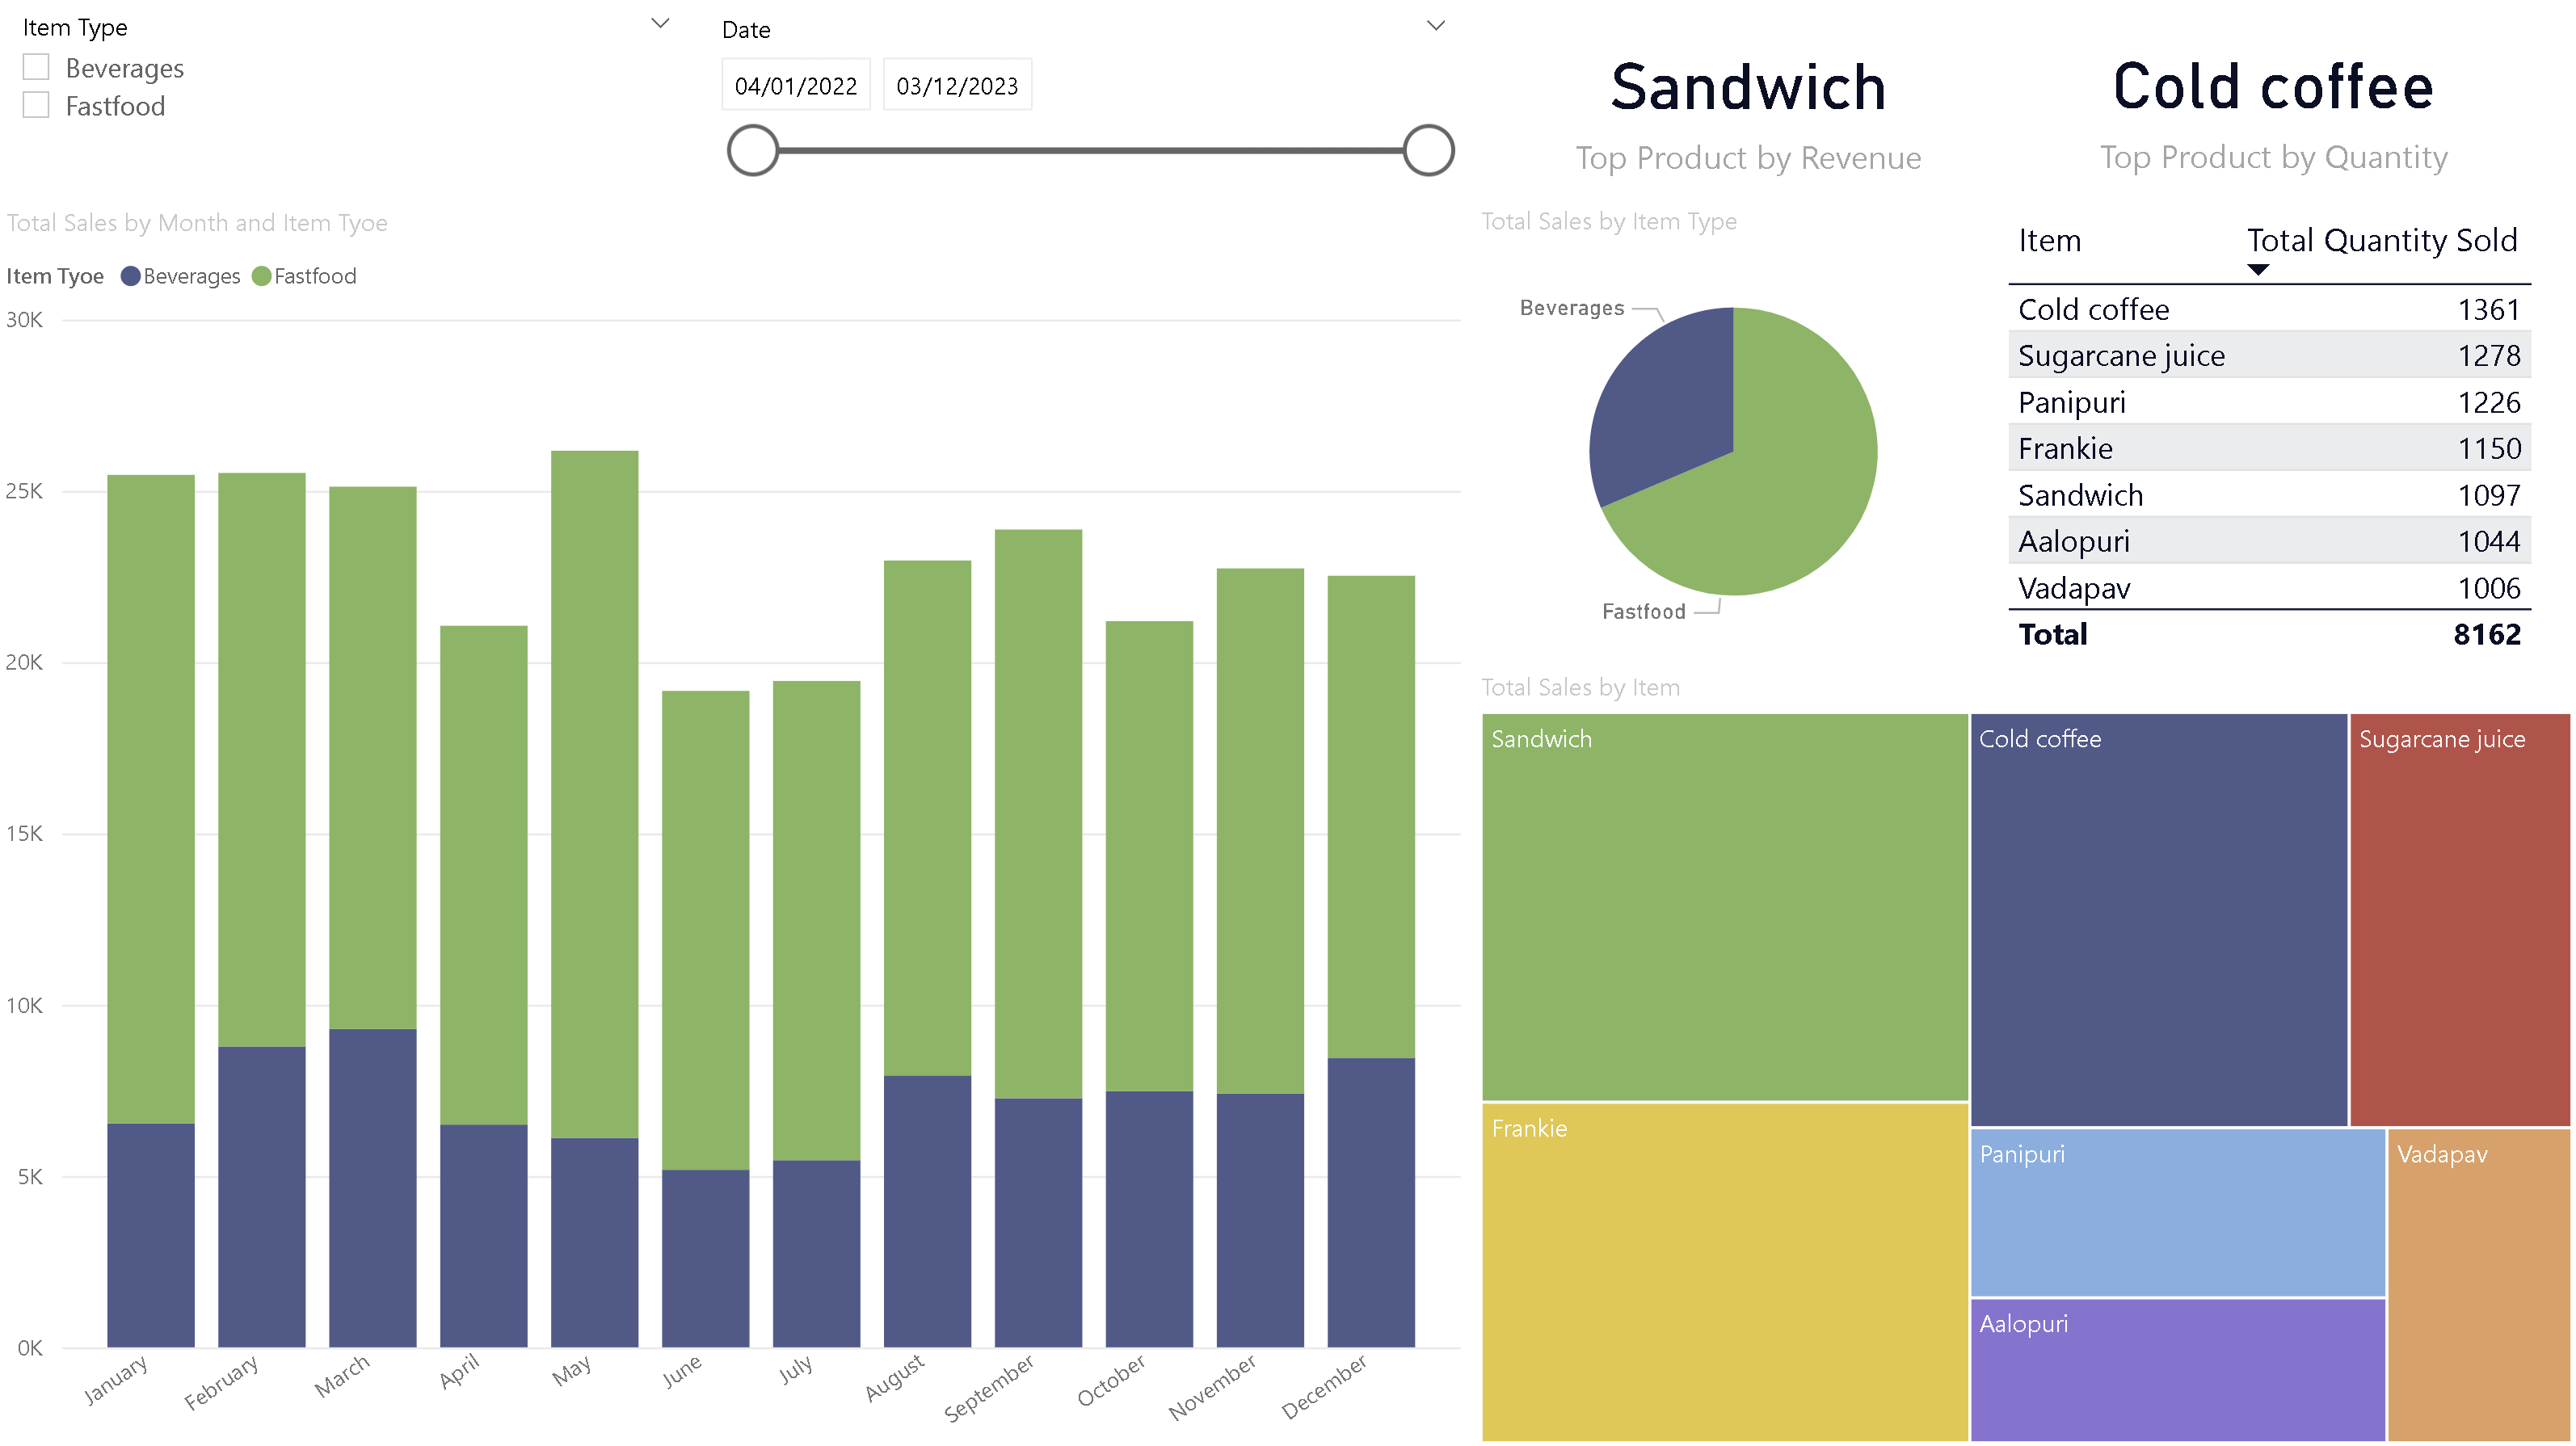 Item Type
Beverages
Fastfood
Date
04/01/2022 03/12/2023
Sandwich
Top Product by Revenue
Cold coffee
Top Product by Quantity
Total Sales by Month and Item Tyoe
Item Tyoe Beverages Fastfood
30K
25K
20K
15K
10K
5K
0K
January February March April May June July August September October November December
Total Sales by Item Type
Beverages
Fastfood
Item Total Quantity Sold
Cold coffee 1361
Sugarcane juice 1278
Panipuri 1226
Frankie 1150
Sandwich 1097
Aalopuri 1044
Vadapav 1006
Total 8162
Total Sales by Item
Sandwich
Cold coffee
Sugarcane juice
Frankie
Panipuri
Vadapav
Aalopuri